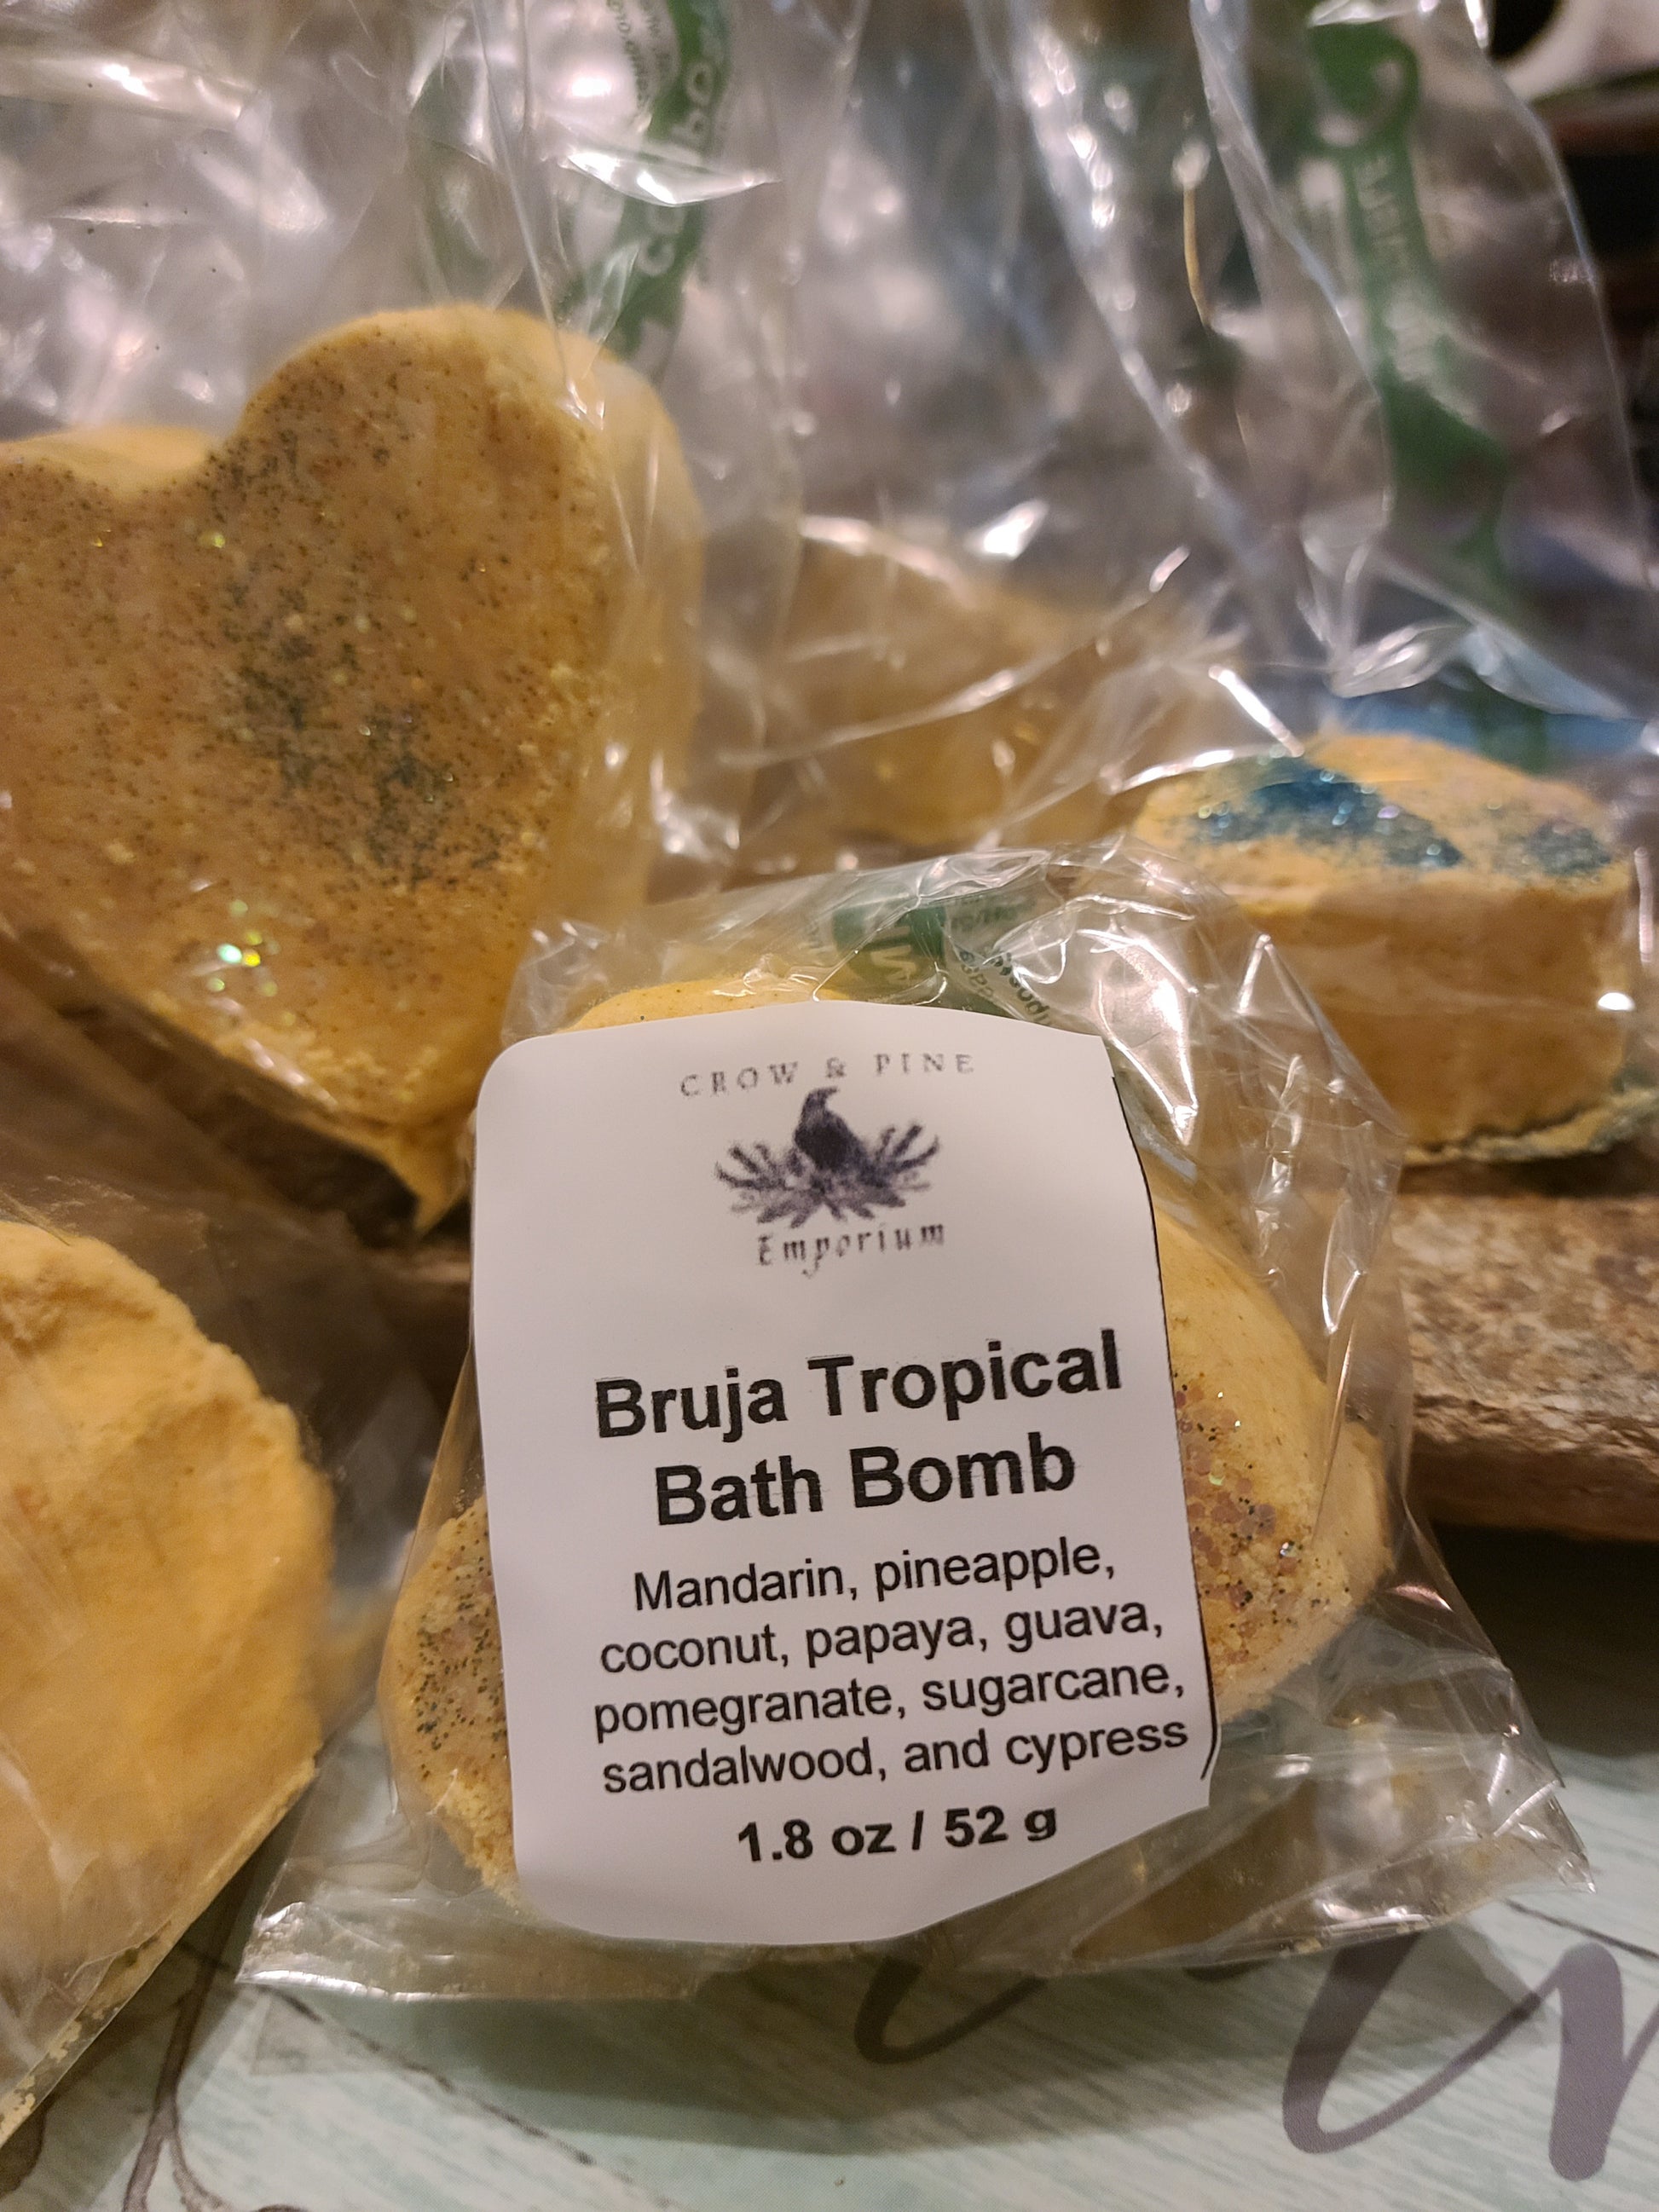 CROW & PINE
Emporium
Bruja Tropical
Bath Bomb
Mandarin, pineapple,
coconut, papaya, guava,
pomegranate, sugarcane,
sandalwood, and cypress
1.8 oz / 52 g